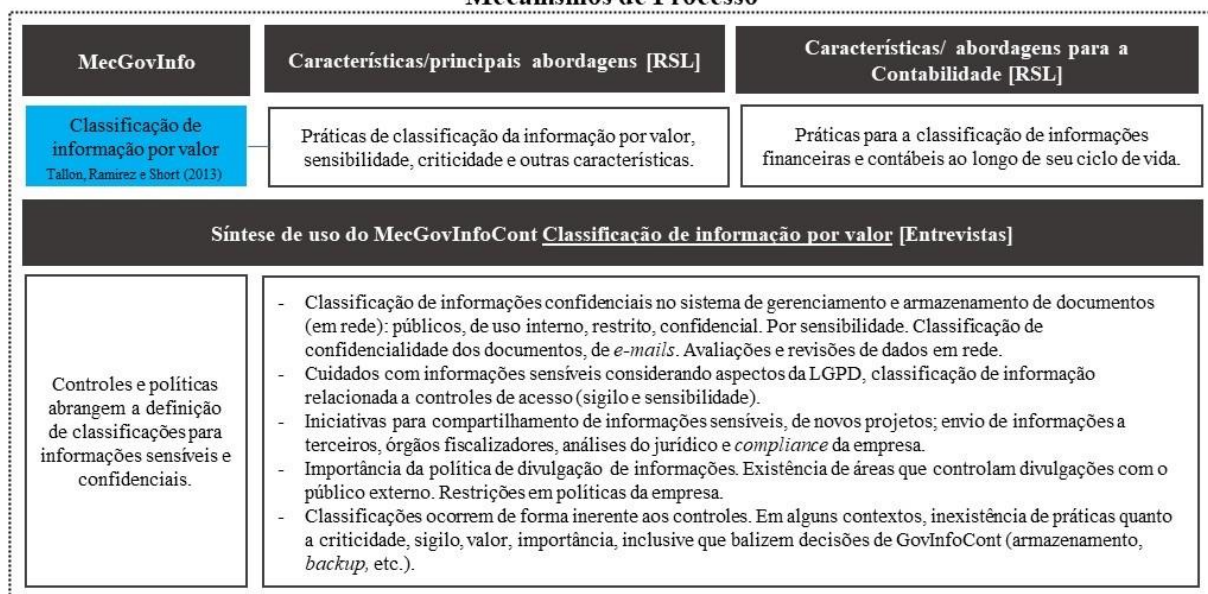 Mecanismos de Processo
MecGovInfo
Características/principais abordagens [RSL]
Características/ abordagens para a
Contabilidade [RSL]
Classificação de
informação por valor
Tallon, Ramirez e Short (2013)
Práticas de classificação da informação por valor,
sensibilidade, criticidade e outras características.
Práticas para a classificação de informações
financeiras e contábeis ao longo de seu ciclo de vida.
Síntese de uso do MecGovInfoCont Classificação de informação por valor [Entrevistas]
Controles e políticas
abrangem a definição
de classificações para
informações sensíveis e
confidenciais.
- Classificação de informações confidenciais no sistema de gerenciamento e armazenamento de documentos
(em rede): públicos, de uso interno, restrito, confidencial. Por sensibilidade. Classificação de
confidencialidade dos documentos, de e-mails. Avaliações e revisões de dados em rede.
- Cuidados com informações sensíveis considerando aspectos da LGPD, classificação de informação
relacionada a controles de acesso (sigilo e sensibilidade).
- Iniciativas para compartilhamento de informações sensíveis, de novos projetos; envio de informações a
terceiros, órgãos fiscalizadores, análises do jurídico e compliance da empresa.
- Importância da política de divulgação de informações. Existência de áreas que controlam divulgações com o
público externo. Restrições em políticas da empresa.
- Classificações ocorrem de forma inerente aos controles. Em alguns contextos, inexistência de práticas quanto
a criticidade, sigilo, valor, importância, inclusive que balizem decisões de GovInfoCont (armazenamento,
backup, etc.).